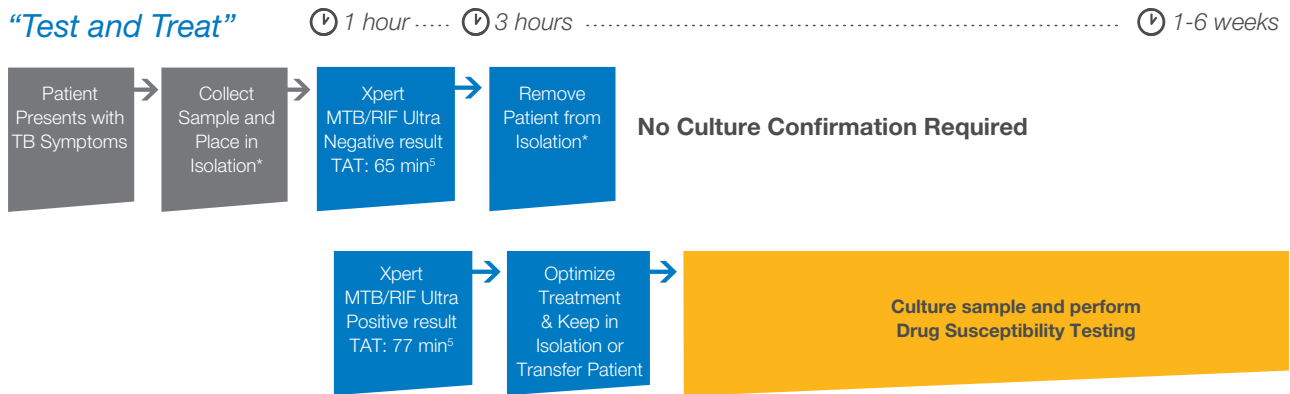 “Test and Treat”
1 hour ..... 3 hours ..... 1-6 weeks
Patient
Presents with
TB Symptoms
Collect
Sample and
Place in
Isolation*
Xpert
MTB/RIF Ultra
Negative result
TAT: 65 min⁵
Remove
Patient from
Isolation*
No Culture Confirmation Required
Xpert
MTB/RIF Ultra
Positive result
TAT: 77 min⁵
Optimize
Treatment
& Keep in
Isolation or
Transfer Patient
Culture sample and perform
Drug Susceptibility Testing